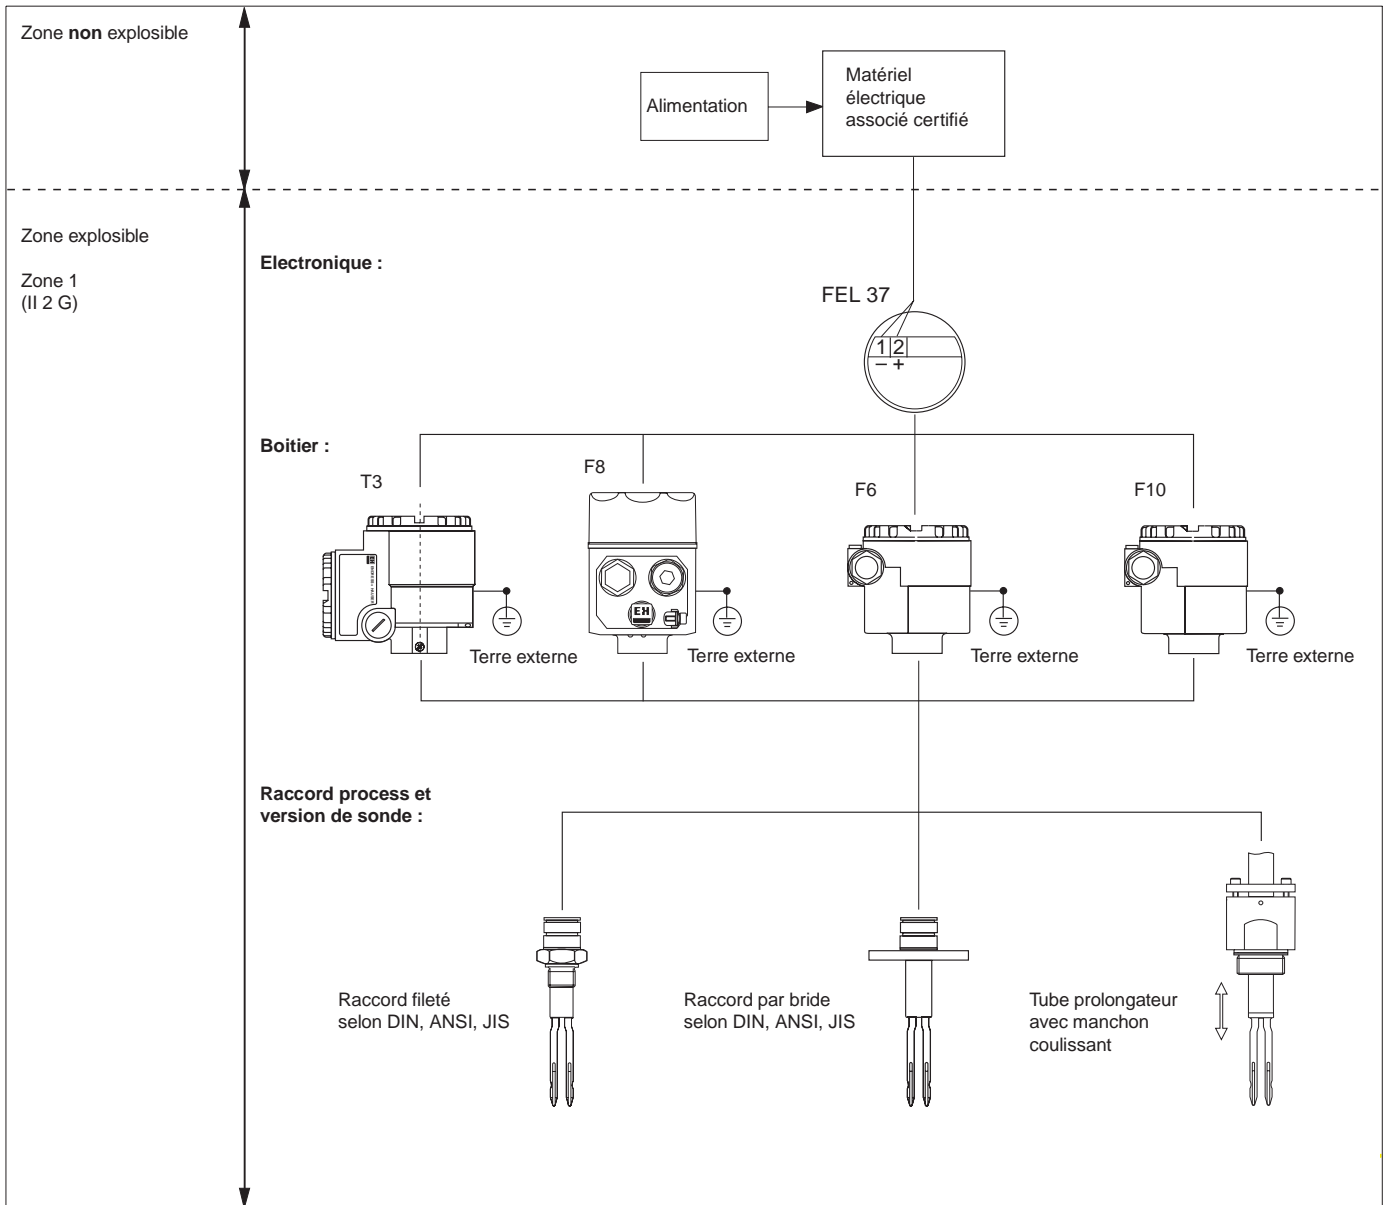 Zone non explosible
Matériel
électrique
associé certifié
Alimentation
Zone explosible
Zone 1
(II 2 G)
Electronique :
FEL 37
1 2
– +
Boitier :
T3
F8
F6
F10
EH
Terre externe
Terre externe
Terre externe
Terre externe
Raccord process et
version de sonde :
Raccord fileté
selon DIN, ANSI, JIS
Raccord par bride
selon DIN, ANSI, JIS
Tube prolongateur
avec manchon
coulissant